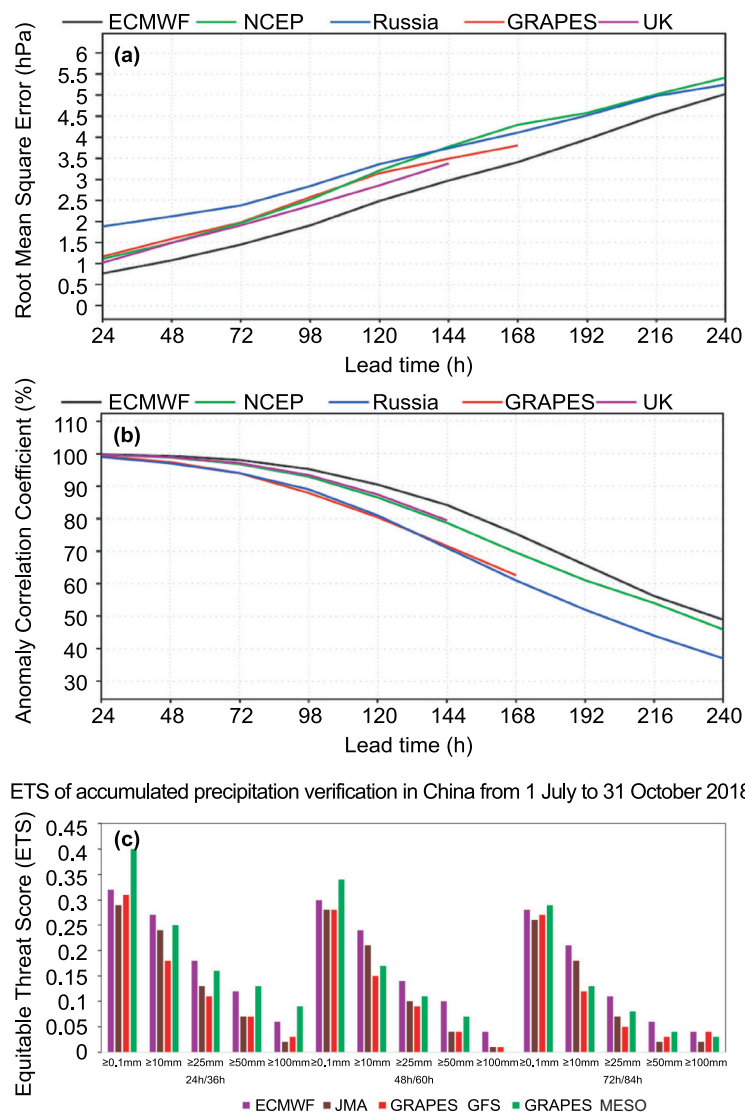 ECMWF NCEP Russia GRAPES UK
(a)
Root Mean Square Error (hPa)
6
5.5
5
4.5
4
3.5
3
2.5
2
1.5
1
0.5
0
24 48 72 98 120 144 168 192 216 240
Lead time (h)
ECMWF NCEP Russia GRAPES UK
(b)
Anomaly Correlation Coefficient (%)
110
100
90
80
70
60
50
40
30
24 48 72 98 120 144 168 192 216 240
Lead time (h)
ETS of accumulated precipitation verification in China from 1 July to 31 October 2018
(c)
Equitable Threat Score (ETS)
0.45
0.4
0.35
0.3
0.25
0.2
0.15
0.1
0.05
0
≥0.1mm ≥10mm ≥25mm ≥50mm ≥100mm ≥0.1mm ≥10mm ≥25mm ≥50mm ≥100mm ≥0.1mm ≥10mm ≥25mm ≥50mm ≥100mm
24h/36h 48h/60h 72h/84h
ECMWF JMA GRAPES GFS GRAPES MESO